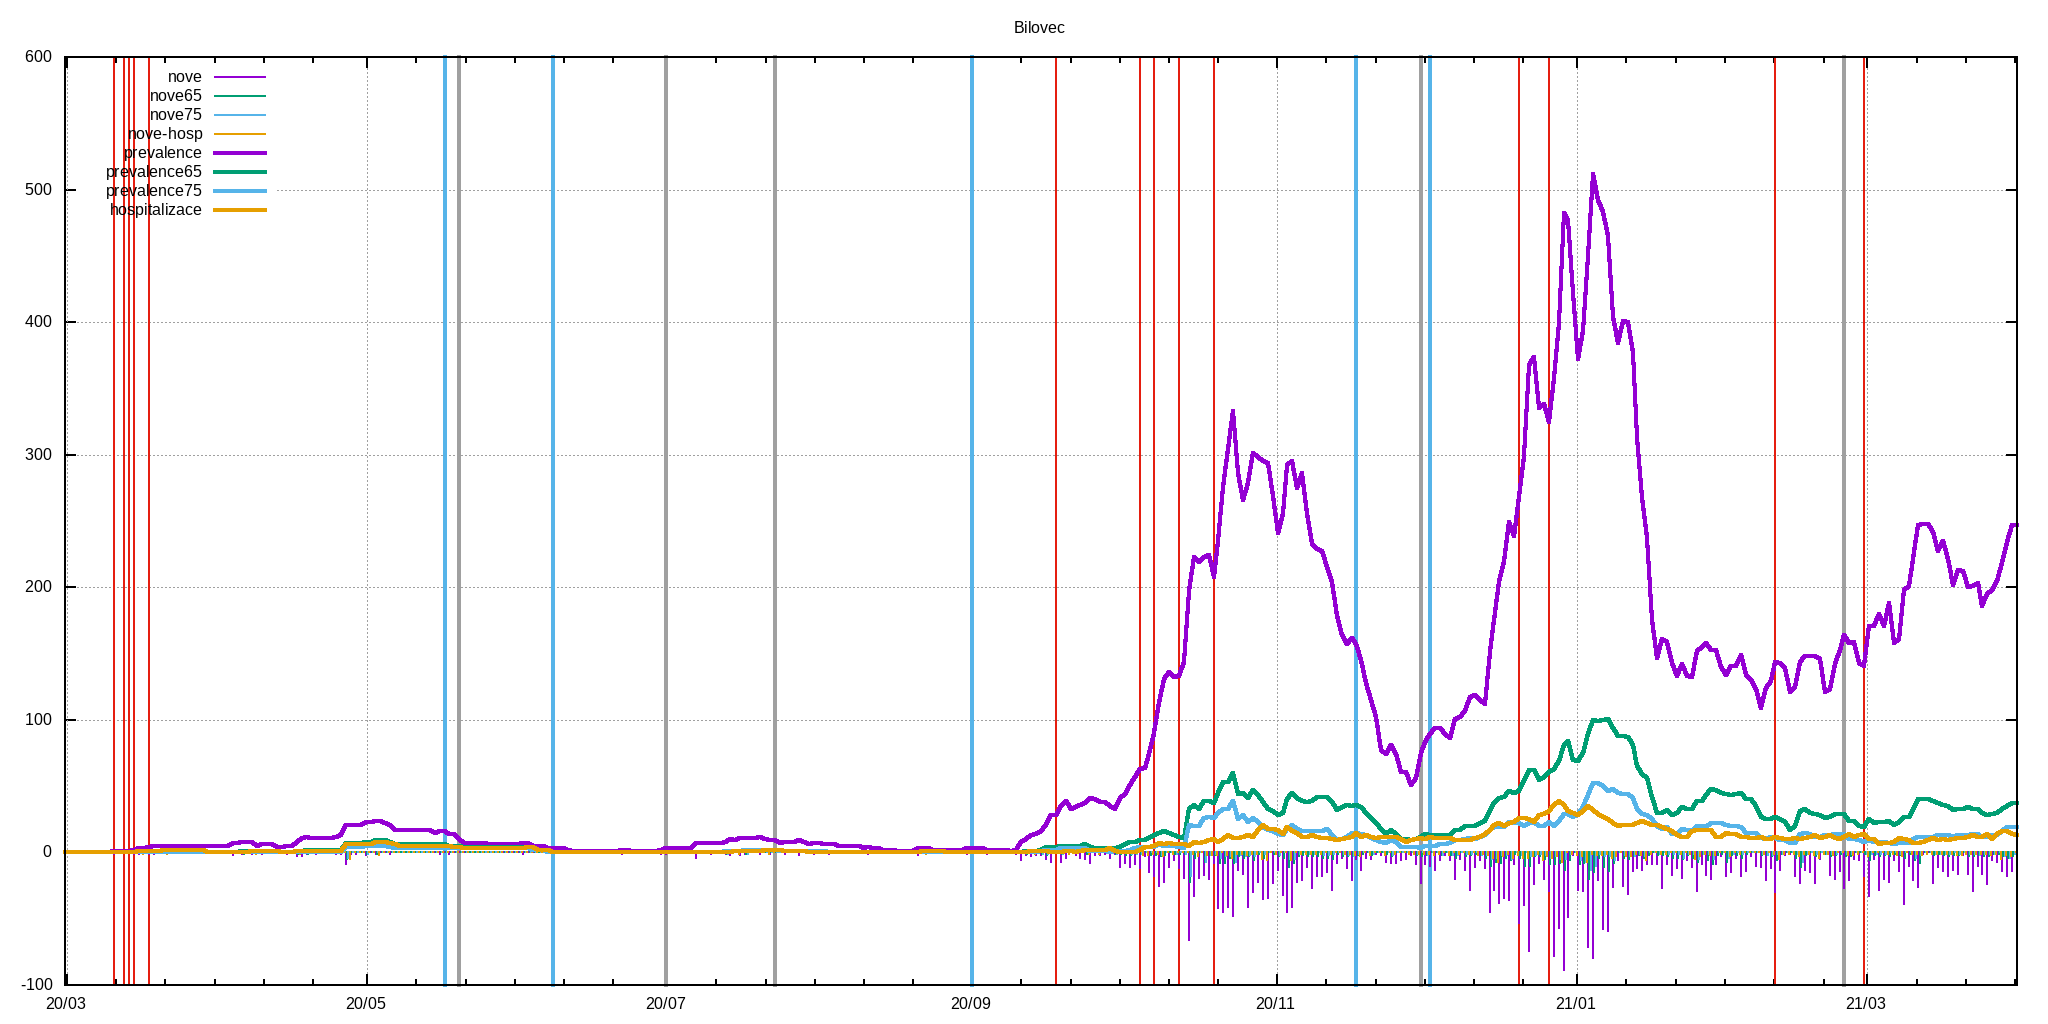 Bilovec
600
500
400
300
200
100
0
-100
nove
nove65
nove75
nove-hosp
prevalence
prevalence65
prevalence75
hospitalizace
20/03 20/05 20/07 20/09 20/11 21/01 21/03